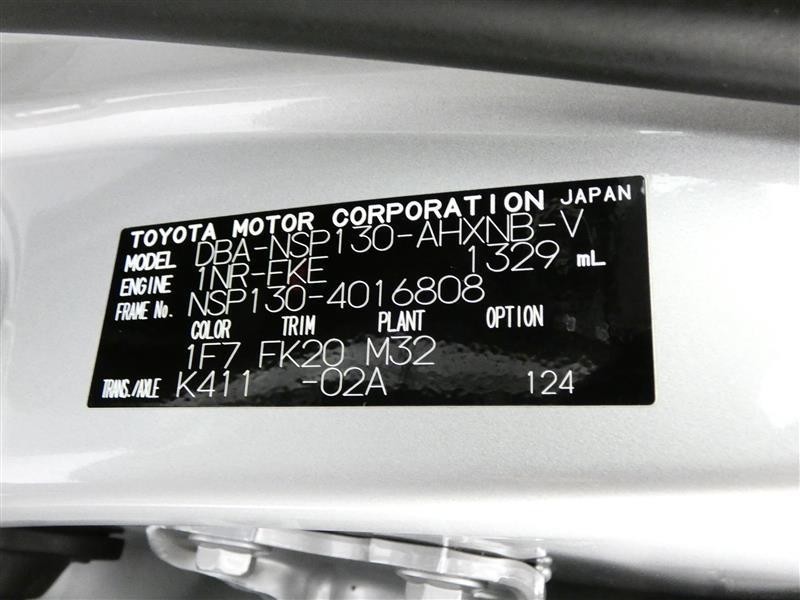 TOYOTA MOTOR CORPORATION JAPAN
MODEL DBA-NSP130-AHXNB-V
ENGINE 1NR-FKE 1329 mL
FRAME No. NSP130-4016808
COLOR TRIM PLANT OPTION
1F7 FK20 M32
TRANS./AXLE K411 -02A 124